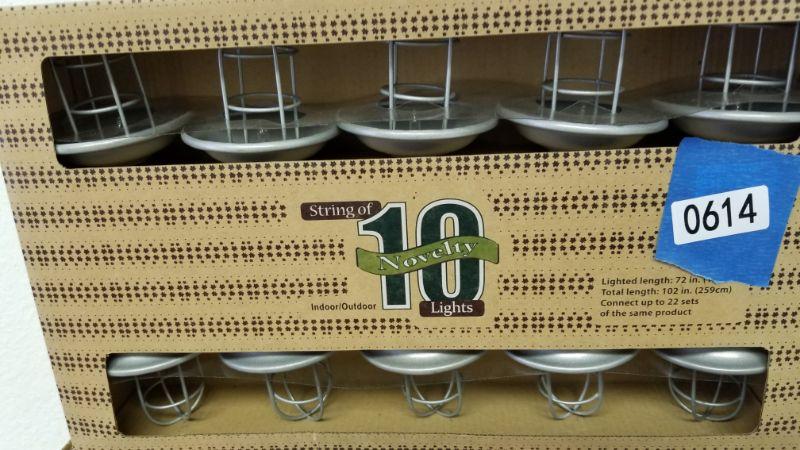 String of
10
Novelty
Indoor/Outdoor
Lights
0614
Lighted length: 72 in.
Total length: 102 in. (259cm)
Connect up to 22 sets
of the same product